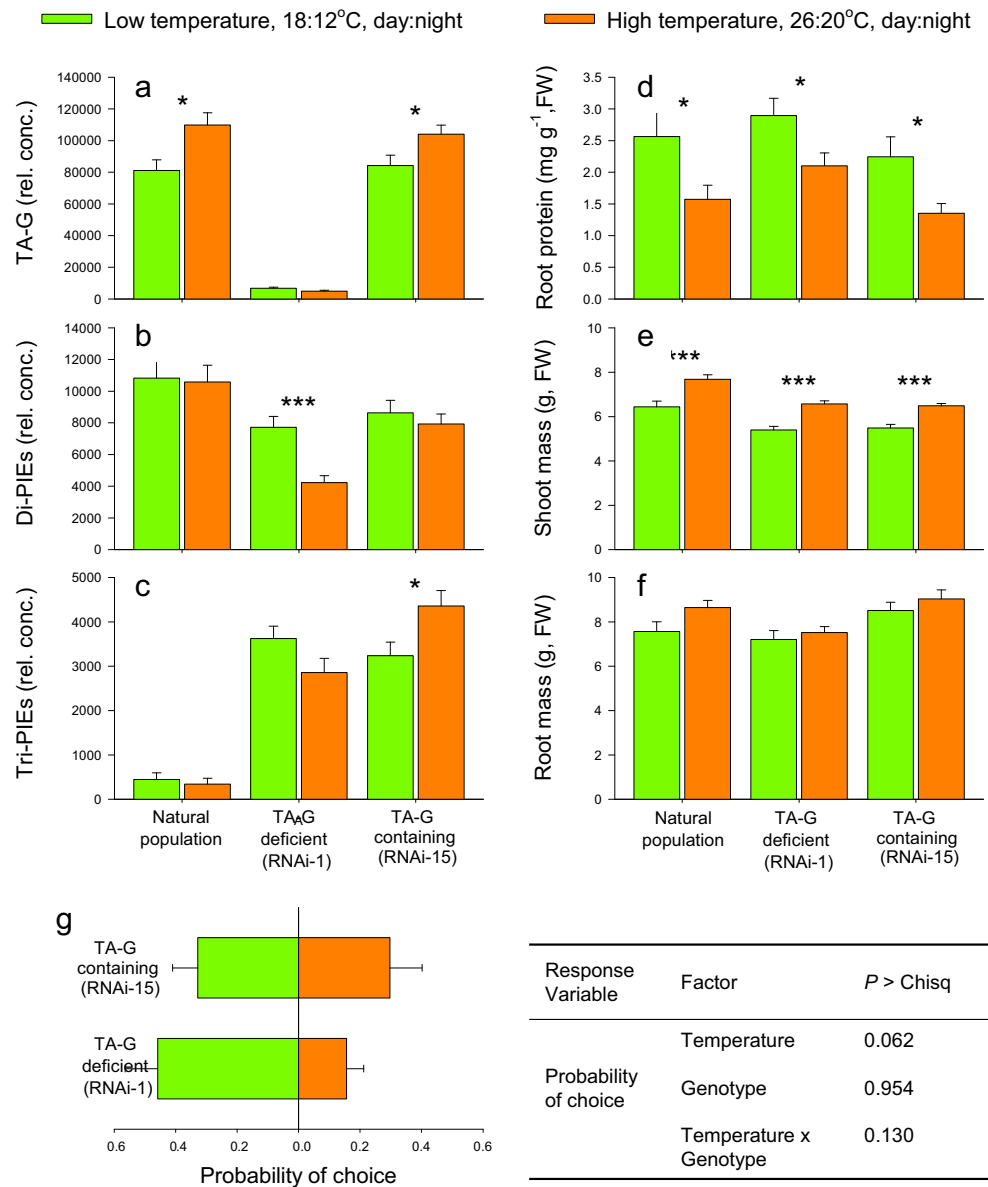 Low temperature, 18:12°C, day:night
High temperature, 26:20°C, day:night
a
TA-G (rel. conc.)
140000
120000
100000
80000
60000
40000
20000
0
*
*
d
Root protein (mg g⁻¹,FW)
3.5
3.0
2.5
2.0
1.5
1.0
0.5
0.0
*
*
*
b
Di-PIEs (rel. conc.)
14000
12000
10000
8000
6000
4000
2000
0
***
e
Shoot mass (g, FW)
10
8
6
4
2
0
***
***
***
c
Tri-PIEs (rel. conc.)
5000
4000
3000
2000
1000
0
*
Natural
population
TA-G
deficient
(RNAi-1)
TA-G
containing
(RNAi-15)
f
Root mass (g, FW)
10
8
6
4
2
0
Natural
population
TA-G
deficient
(RNAi-1)
TA-G
containing
(RNAi-15)
g
TA-G
containing
(RNAi-15)
TA-G
deficient
(RNAi-1)
0.6 0.4 0.2 0.0 0.2 0.4 0.6
Probability of choice
Response
Variable
Factor
P > Chisq
Probability
of choice
Temperature
0.062
Genotype
0.954
Temperature x
Genotype
0.130